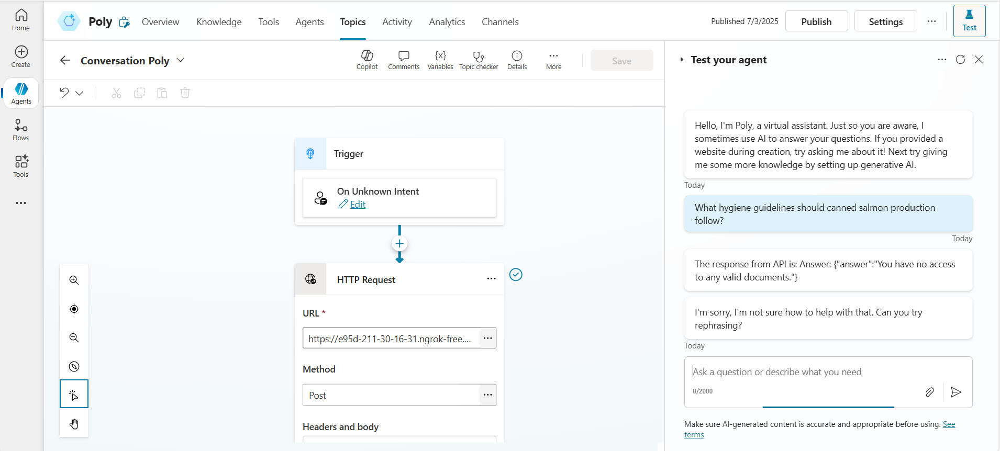 Home
Create
Agents
Flows
Tools
Poly
Overview
Knowledge
Tools
Agents
Topics
Activity
Analytics
Channels
Published 7/3/2025
Publish
Settings
Test
Conversation Poly
Copilot
Comments
{x}
Variables
Topic checker
Details
More
Save
Trigger
On Unknown Intent
Edit
HTTP Request
URL *
https://e95d-211-30-16-31.ngrok-free....
Method
Post
Headers and body
Test your agent
Hello, I'm Poly, a virtual assistant. Just so you are aware, I
sometimes use AI to answer your questions. If you provided a
website during creation, try asking me about it! Next try giving
me some more knowledge by setting up generative AI.
Today
What hygiene guidelines should canned salmon production
follow?
Today
The response from API is: Answer: {"answer":"You have no access
to any valid documents."}
I'm sorry, I'm not sure how to help with that. Can you try
rephrasing?
Today
Ask a question or describe what you need
0/2000
Make sure AI-generated content is accurate and appropriate before using. See
terms